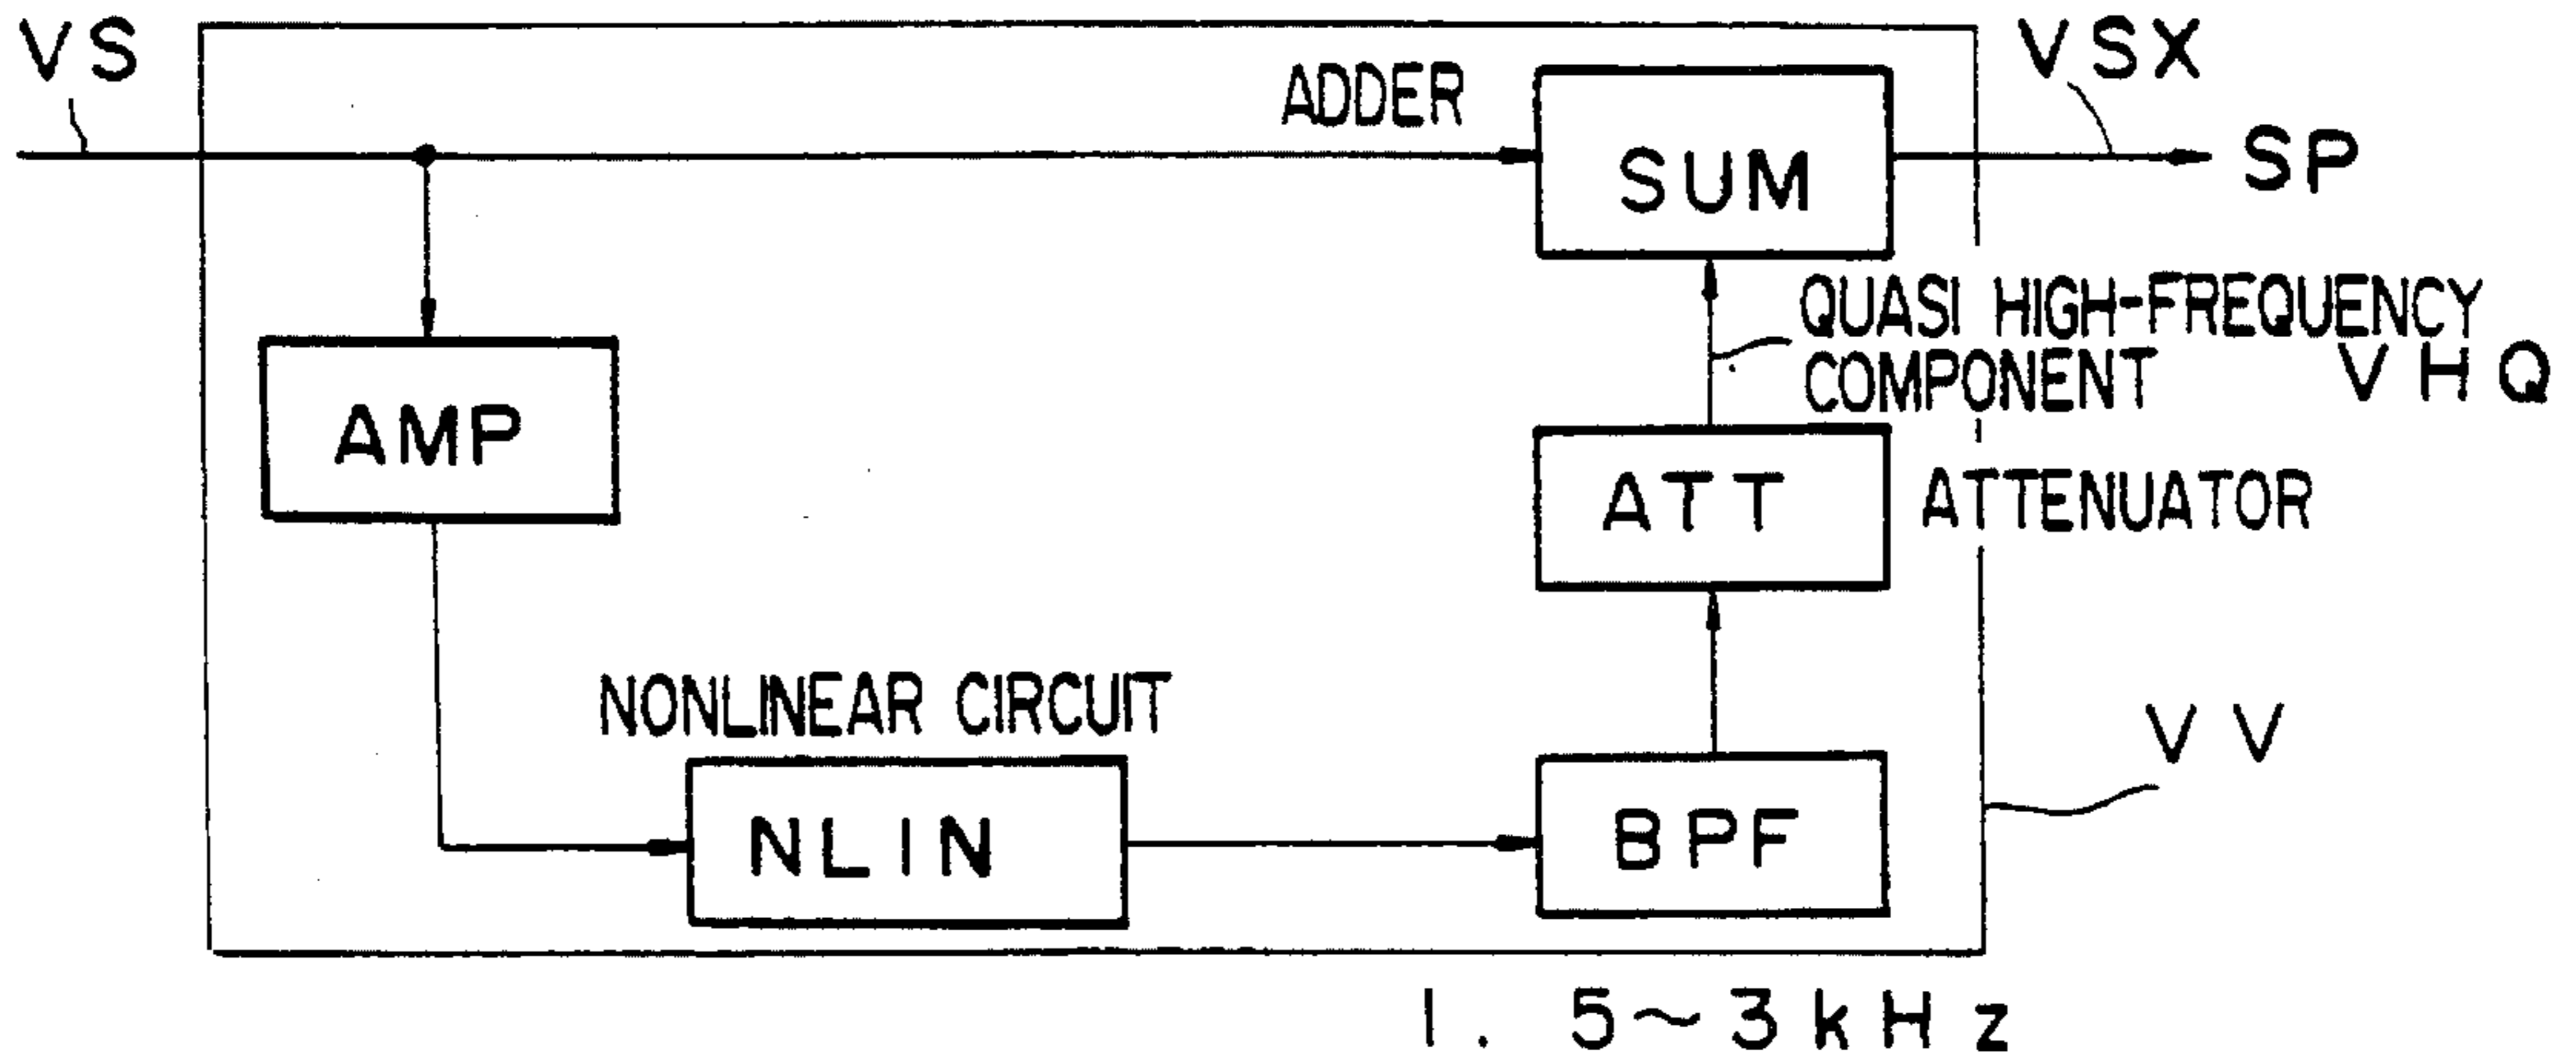 VS
VSX
ADDER
SUM
SP
QUASI HIGH-FREQUENCY
COMPONENT VHQ
AMP
ATT
ATTENUATOR
NONLINEAR CIRCUIT
VV
NLIN
BPF
1. 5~3kHz